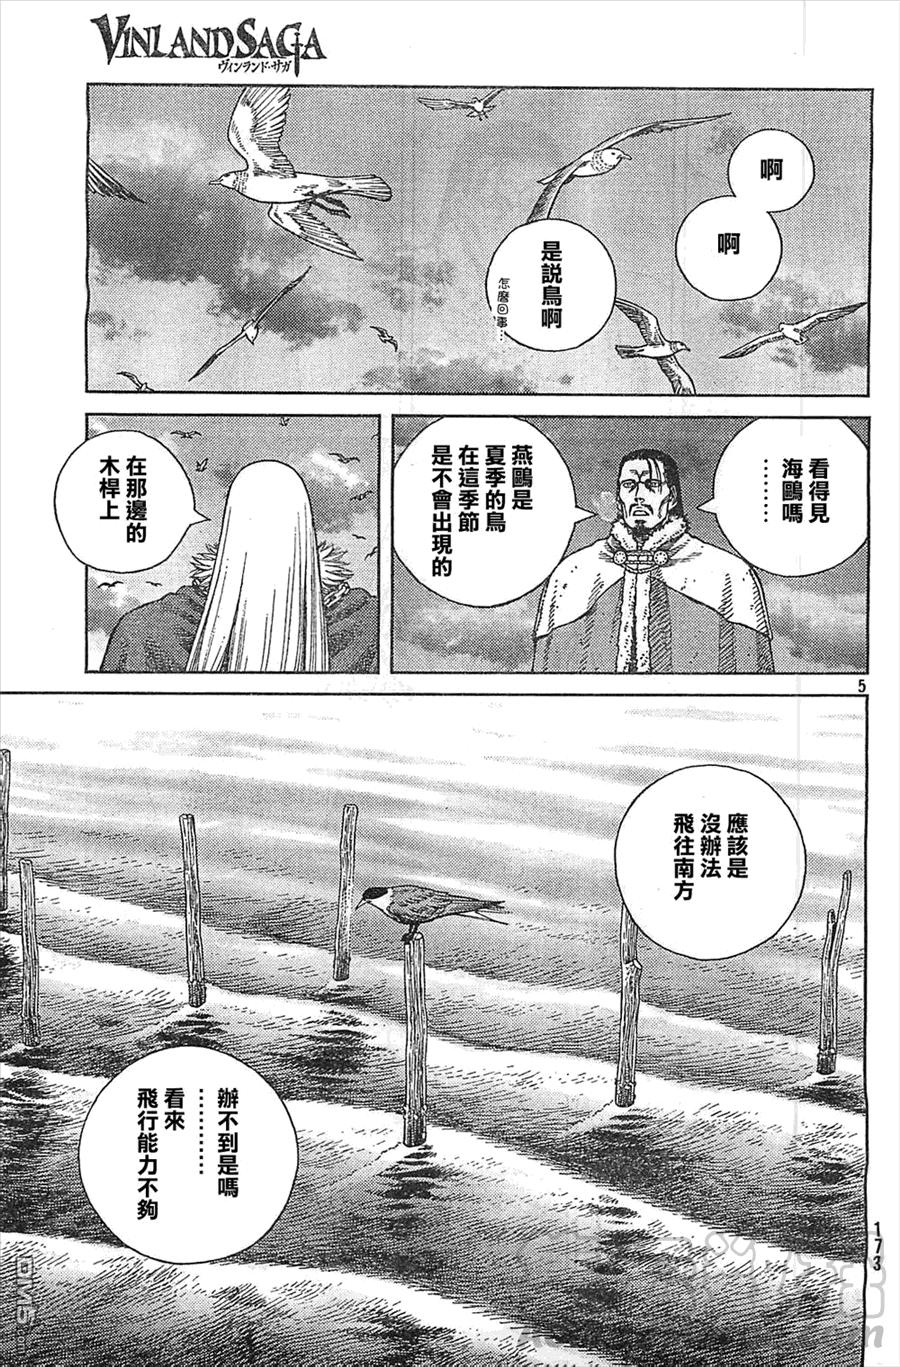 VINLAND SAGA
ヴィンランド・サガ
啊
啊
是説鳥啊
怎麼回事…
看得見
海鷗嗎
………
燕鷗是
夏季的鳥
在這季節
是不會出現的
在那邊的
木桿上
5
應該是
沒辦法
飛往南方
辦不到是嗎
…………
看來
飛行能力不夠
173